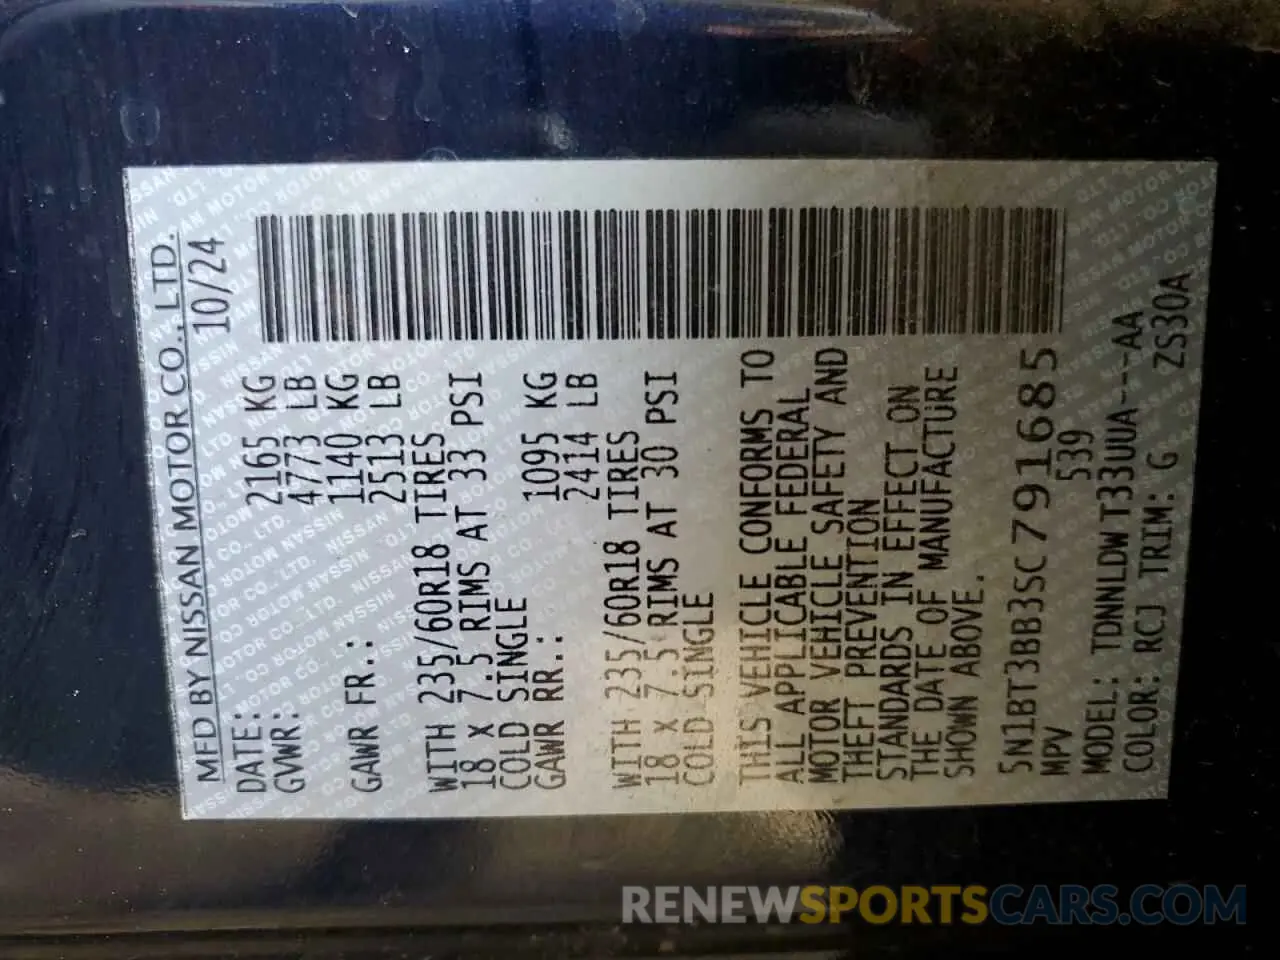 MFD BY NISSAN MOTOR CO., LTD.
DATE: 10/24
GVWR: 2165 KG
4773 LB
GAWR FR.: 1140 KG
2513 LB
WITH 235/60R18 TIRES
18 X 7.5 RIMS AT 33 PSI
COLD SINGLE
GAWR RR.: 1095 KG
2414 LB
WITH 235/60R18 TIRES
18 X 7.5 RIMS AT 30 PSI
COLD SINGLE
THIS VEHICLE CONFORMS TO
ALL APPLICABLE FEDERAL
MOTOR VEHICLE SAFETY AND
THEFT PREVENTION
STANDARDS IN EFFECT ON
THE DATE OF MANUFACTURE
SHOWN ABOVE.
5N1BT3BB3SC791685
MPV 539
MODEL: TDNNLDW T33UUA---AA
COLOR: RCJ TRIM: G ZS30A
RENEWSPORTSCARS.COM